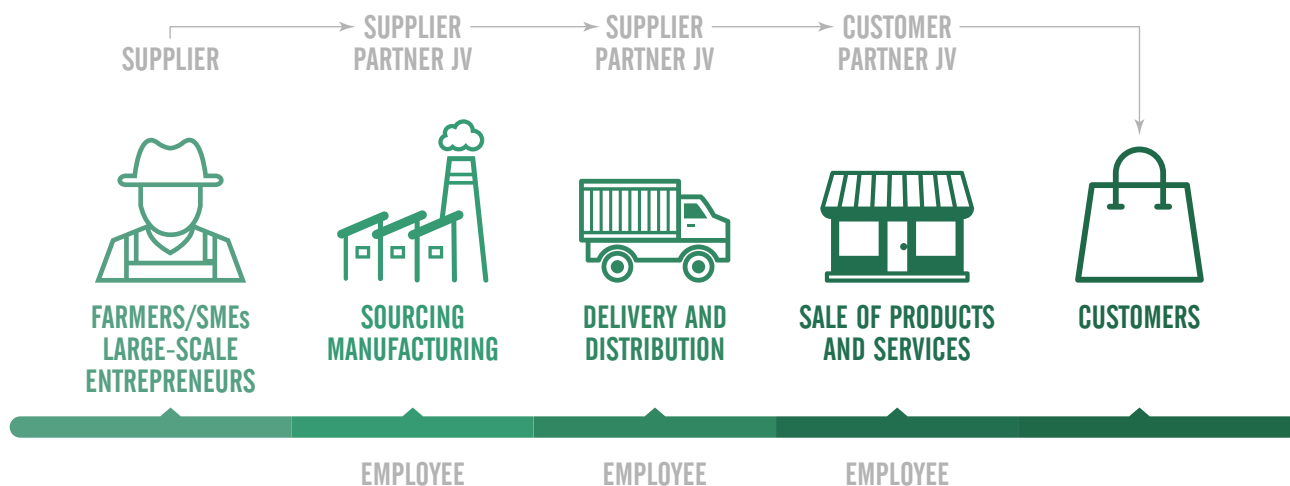 SUPPLIER
SUPPLIER
PARTNER JV
SUPPLIER
PARTNER JV
CUSTOMER
PARTNER JV
FARMERS/SMEs
LARGE-SCALE
ENTREPRENEURS
SOURCING
MANUFACTURING
DELIVERY AND
DISTRIBUTION
SALE OF PRODUCTS
AND SERVICES
CUSTOMERS
EMPLOYEE
EMPLOYEE
EMPLOYEE